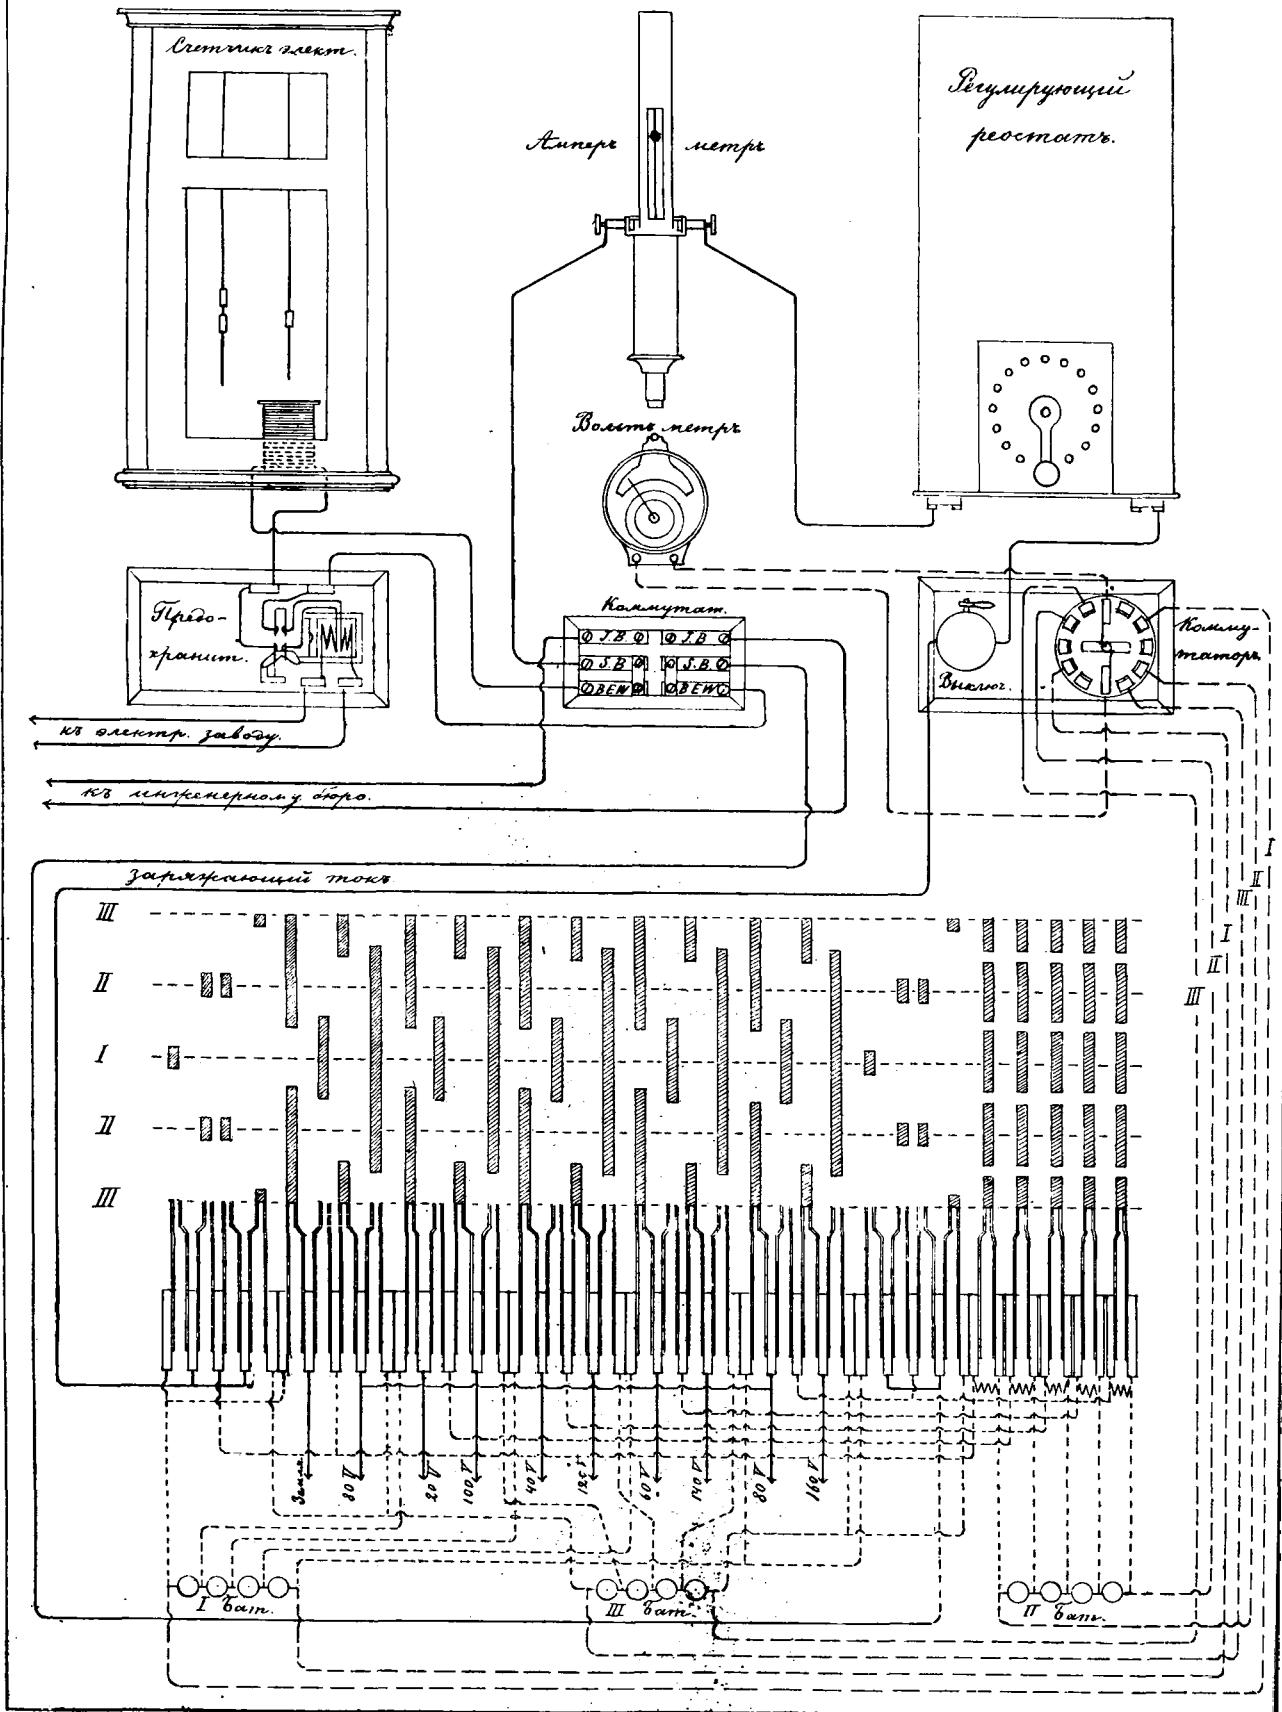 Счетчикъ элект.
Амперъ метръ
Регулирующій
реостатъ.
Вольтъ метръ
Предо-
хранит.
Коммутат.
J.B. J.B.
S.B. S.B.
BEW BEW
Выключ.
Комму-
таторъ.
къ электр. заводу.
къ инженерному бюро.
заряжающій токъ
III
II
I
II
III
I
II
III
I
II
III
Земля
80 В
20 В
100 В
40 В
60 В
140 В
80 В
160 В
I Бат.
III Бат.
II Бат.